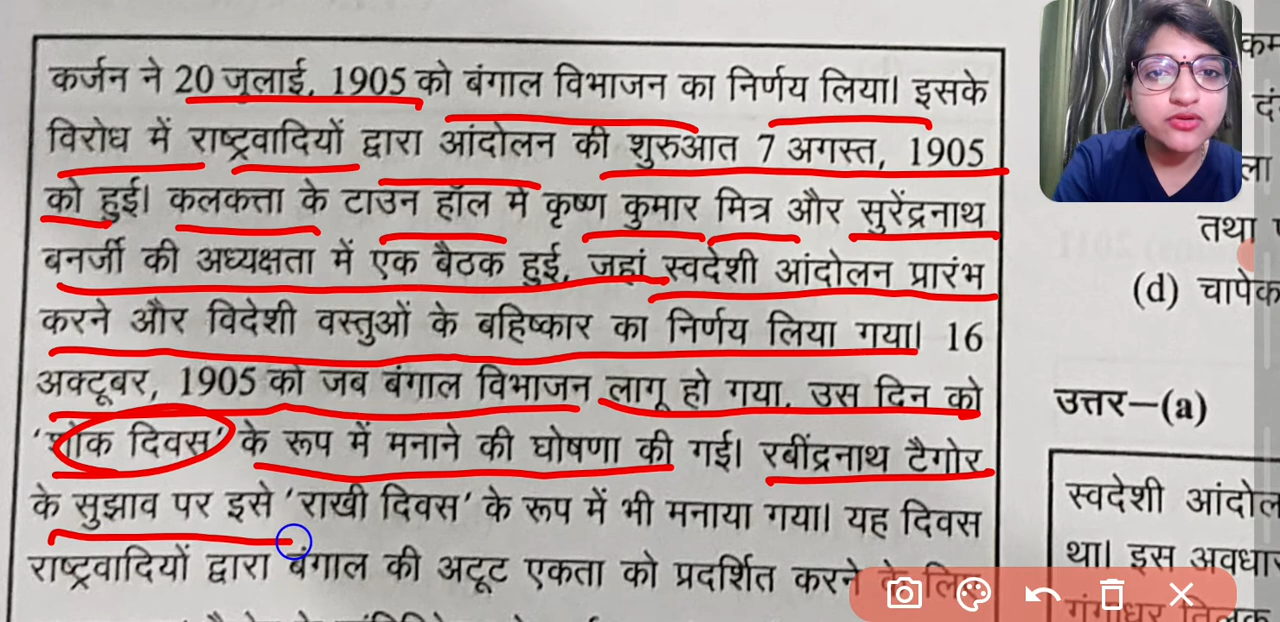 कर्जन ने 20 जुलाई, 1905 को बंगाल विभाजन का निर्णय लिया। इसके
विरोध में राष्ट्रवादियों द्वारा आंदोलन की शुरुआत 7 अगस्त, 1905
को हुई। कलकत्ता के टाउन हॉल में कृष्ण कुमार मित्र और सुरेंद्रनाथ
बनर्जी की अध्यक्षता में एक बैठक हुई, जहां स्वदेशी आंदोलन प्रारंभ
करने और विदेशी वस्तुओं के बहिष्कार का निर्णय लिया गया। 16
अक्टूबर, 1905 को जब बंगाल विभाजन लागू हो गया, उस दिन को
'शोक दिवस' के रूप में मनाने की घोषणा की गई। रबींद्रनाथ टैगोर
के सुझाव पर इसे 'राखी दिवस' के रूप में भी मनाया गया। यह दिवस
राष्ट्रवादियों द्वारा बंगाल की अटूट एकता को प्रदर्शित करने के लिए
तथा
(d) चापेक
उत्तर–(a)
स्वदेशी आंदोल
था। इस अवधार
गंगाधर तिलक